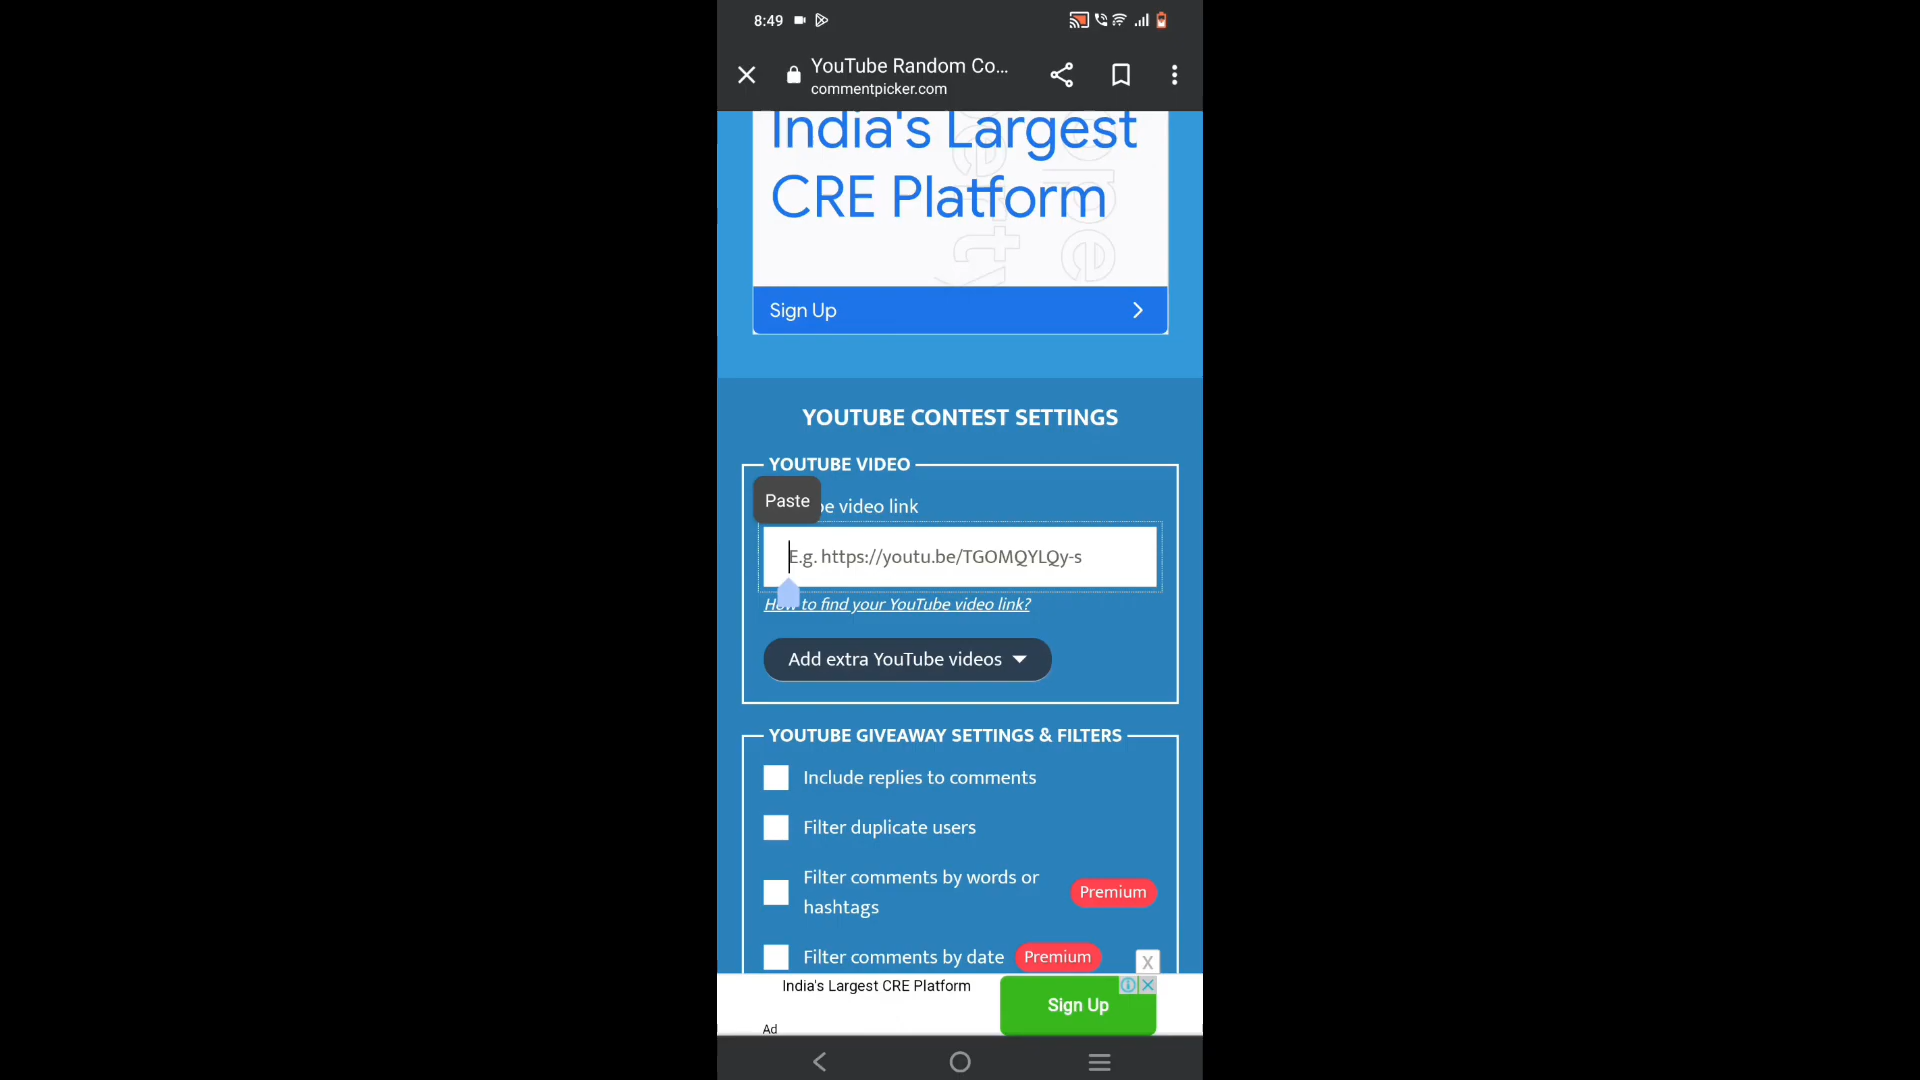 8:49
YouTube Random Co...
commentpicker.com
India's Largest
CRE Platform
Sign Up
YOUTUBE CONTEST SETTINGS
YOUTUBE VIDEO
Paste
be video link
E.g. https://youtu.be/TGOMQYLQy-s
How to find your YouTube video link?
Add extra YouTube videos
YOUTUBE GIVEAWAY SETTINGS & FILTERS
Include replies to comments
Filter duplicate users
Filter comments by words or
hashtags
Premium
Filter comments by date
Premium
X
India's Largest CRE Platform
Sign Up
Ad